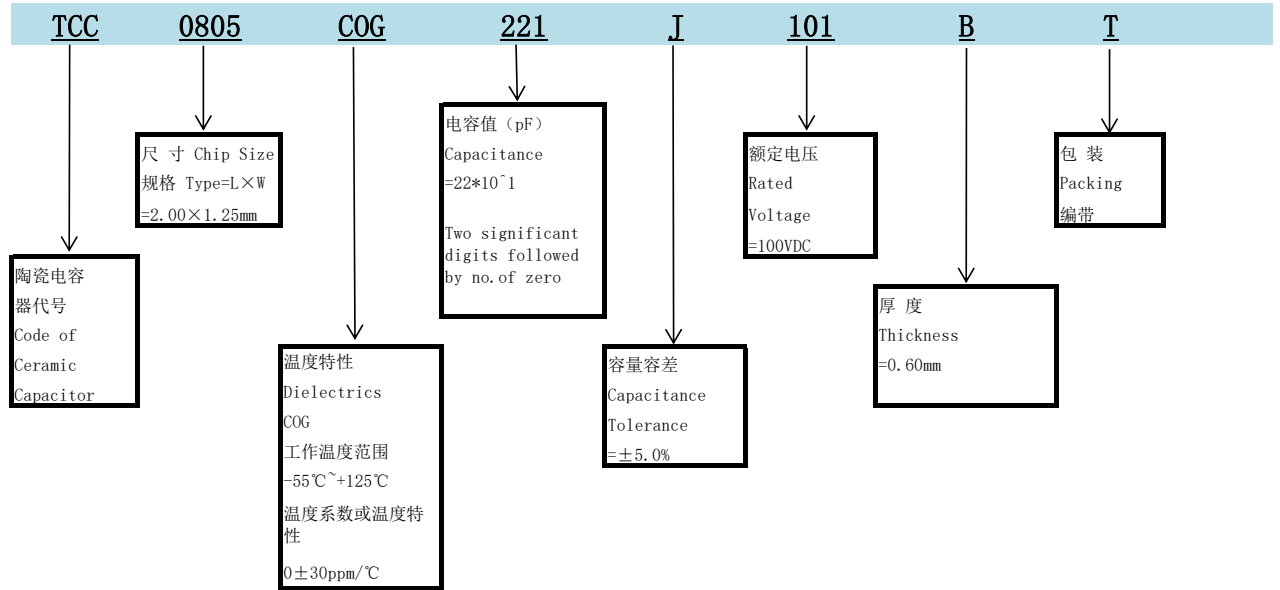 TCC 0805 COG 221 J 101 B T
陶瓷电容
器代号
Code of
Ceramic
Capacitor
尺 寸 Chip Size
规格 Type=L×W
=2.00×1.25mm
温度特性
Dielectrics
COG
工作温度范围
-55℃~+125℃
温度系数或温度特
性
0±30ppm/℃
电容值（pF）
Capacitance
=22*10^1
Two significant
digits followed
by no.of zero
容量容差
Capacitance
Tolerance
=±5.0%
额定电压
Rated
Voltage
=100VDC
厚 度
Thickness
=0.60mm
包 装
Packing
编带